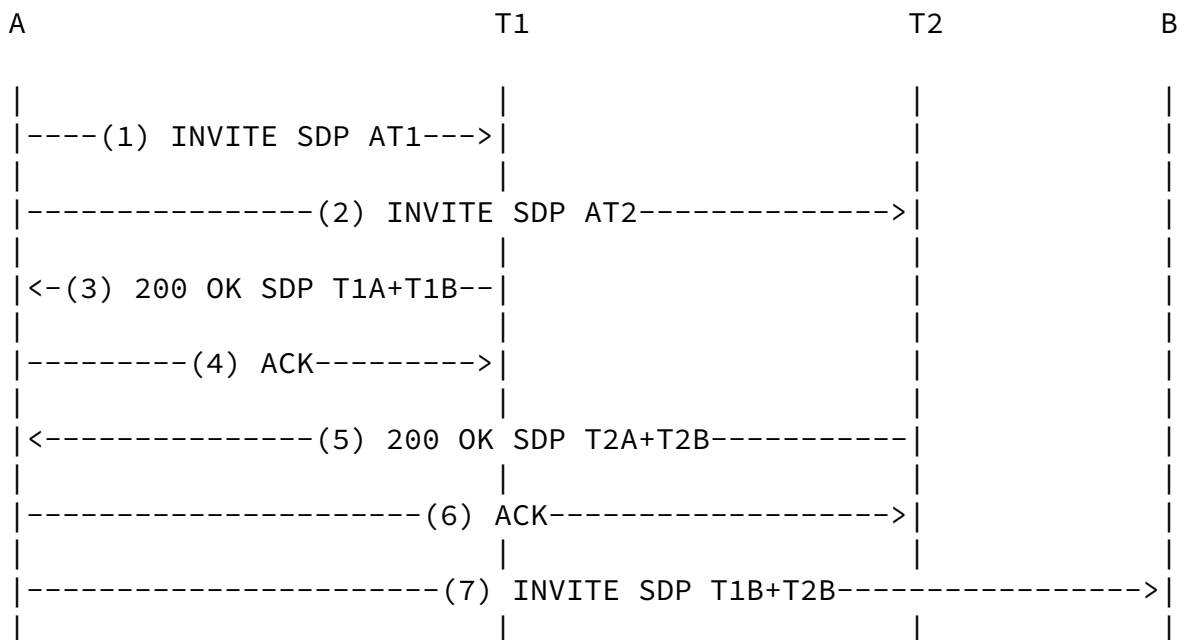 A T1 T2 B
----(1) INVITE SDP AT1--->
----------------(2) INVITE SDP AT2-------------->
<-(3) 200 OK SDP T1A+T1B--
---------(4) ACK--------->
<----------------(5) 200 OK SDP T2A+T2B-----------
----------------------(6) ACK------------------->
-----------------------(7) INVITE SDP T1B+T2B----------------->